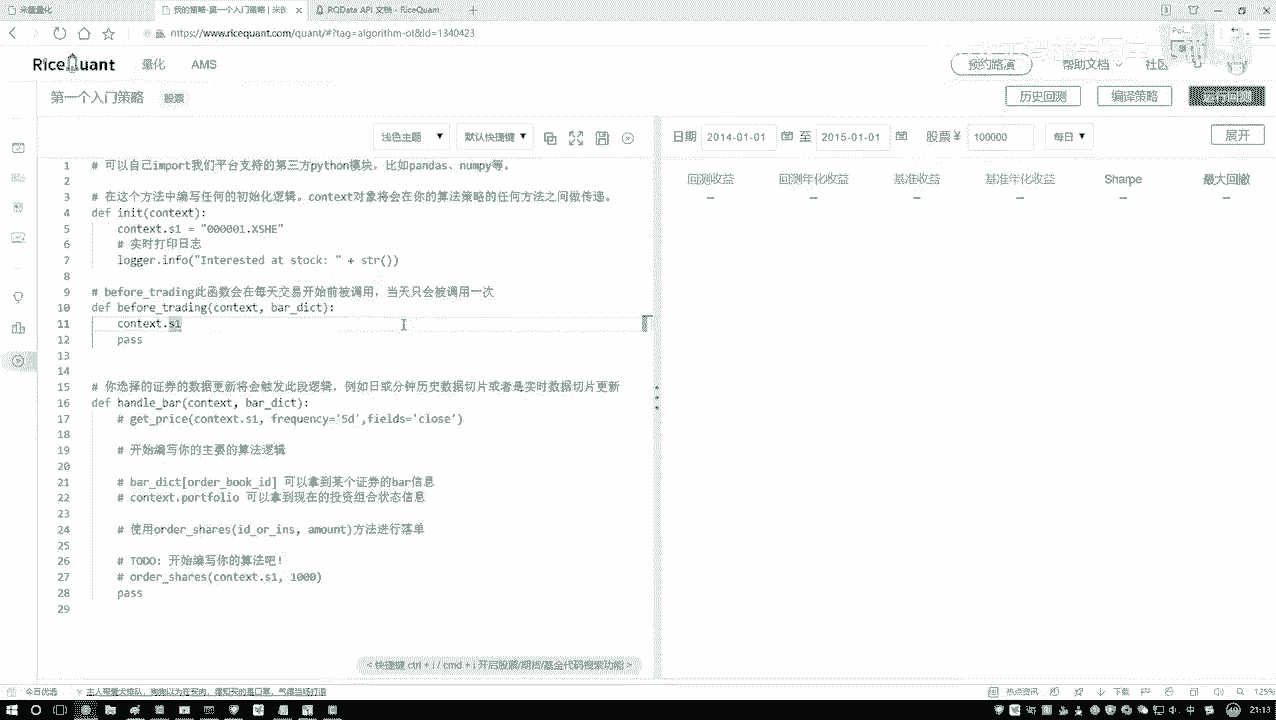 米筐量化
我的策略-第一个入门策略 | 米筐
RQData API 文档 - RiceQuan
https://www.ricequant.com/quant/#?tag=algorithm-ol&id=1340423
RiceQuant
量化
AMS
预约路演
帮助文档
社区
第一个入门策略
股票
历史回测
编译策略
浅色主题
默认快捷键
日期
2014-01-01
至
2015-01-01
股票¥
100000
每日
展开
回测收益
回测年化收益
基准收益
基准年化收益
Sharpe
最大回撤
--
--
--
--
--
--
1 # 可以自己import我们平台支持的第三方python模块，比如pandas、numpy等。
2
3 # 在这个方法中编写任何的初始化逻辑。context对象将会在你的算法策略的任何方法之间做传递。
4 def init(context):
5 context.s1 = "000001.XSHE"
6 # 实时打印日志
7 logger.info("Interested at stock: " + str())
8
9 # before_trading此函数会在每天交易开始前被调用，当天只会被调用一次
10 def before_trading(context, bar_dict):
11 context.s1
12 pass
13
14
15 # 你选择的证券的数据更新将会触发此段逻辑，例如日或分钟历史数据切片或者是实时数据切片更新
16 def handle_bar(context, bar_dict):
17 # get_price(context.s1, frequency='5d',fields='close')
18
19 # 开始编写你的主要的算法逻辑
20
21 # bar_dict[order_book_id] 可以拿到某个证券的bar信息
22 # context.portfolio 可以拿到现在的投资组合状态信息
23
24 # 使用order_shares(id_or_ins, amount)方法进行落单
25
26 # TODO: 开始编写你的算法吧！
27 # order_shares(context.s1, 1000)
28 pass
29
< 快捷键 ctrl + i / cmd + i 开启股票/期货/基金代码搜索功能 >
今日优选
热点资讯
下载
125%
21:13